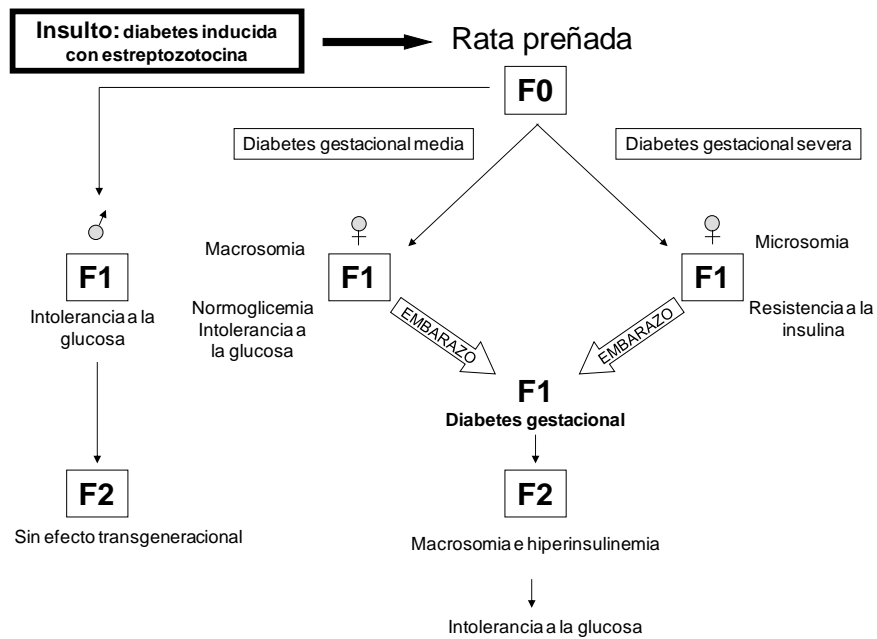 Insulto: diabetes inducida
con estreptozotocina
Rata preñada
F0
Diabetes gestacional media
Diabetes gestacional severa
Macrosomia
Microsomia
F1
F1
F1
Intolerancia a la
glucosa
Normoglicemia
Intolerancia a
la glucosa
Resistencia a la
insulina
EMBARAZO
EMBARAZO
F1
Diabetes gestacional
F2
F2
Sin efecto transgeneracional
Macrosomia e hiperinsulinemia
Intolerancia a la glucosa